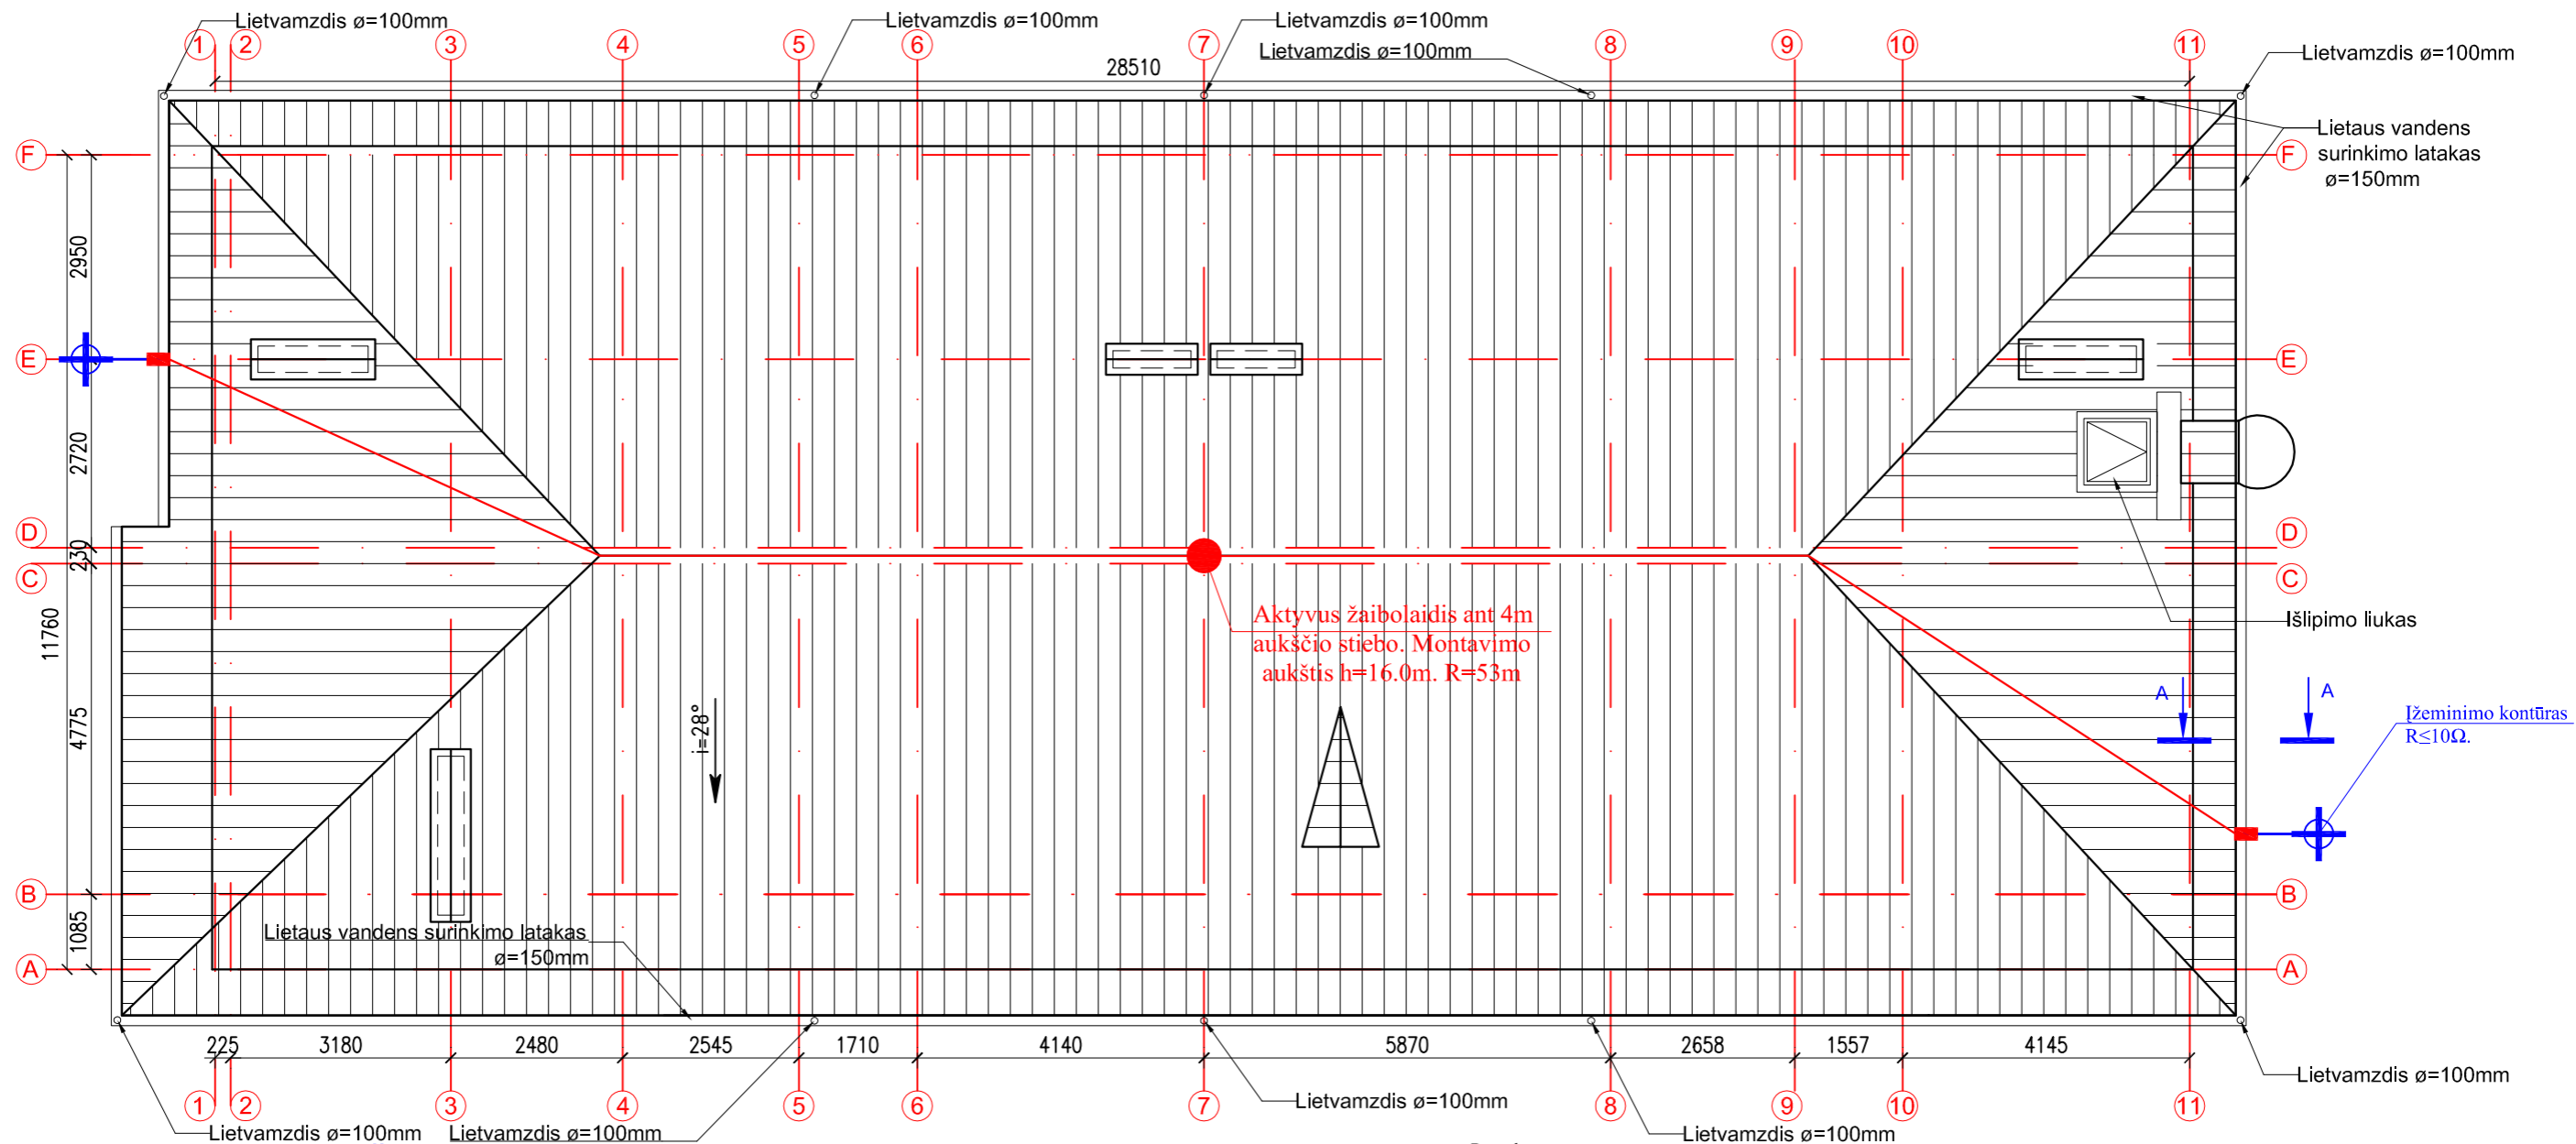 Lietvamzdis ø=100mm
Lietvamzdis ø=100mm
Lietvamzdis ø=100mm
Lietvamzdis ø=100mm
Lietvamzdis ø=100mm
1
2
3
4
5
6
7
8
9
10
11
28510
Lietaus vandens
surinkimo latakas
ø=150mm
F
F
2950
E
E
2720
D
D
230
C
C
11760
Išlipimo liukas
Aktyvus žaibolaidis ant 4m
aukščio stiebo. Montavimo
aukštis h=16.0m. R=53m
4775
i=28°
A
A
Įžeminimo kontūras
R≤10Ω.
B
B
1085
Lietaus vandens surinkimo latakas
ø=150mm
A
A
225
3180
2480
2545
1710
4140
5870
2658
1557
4145
1
2
3
4
5
6
7
8
9
10
11
Lietvamzdis ø=100mm
Lietvamzdis ø=100mm
Lietvamzdis ø=100mm
Lietvamzdis ø=100mm
Lietvamzdis ø=100mm